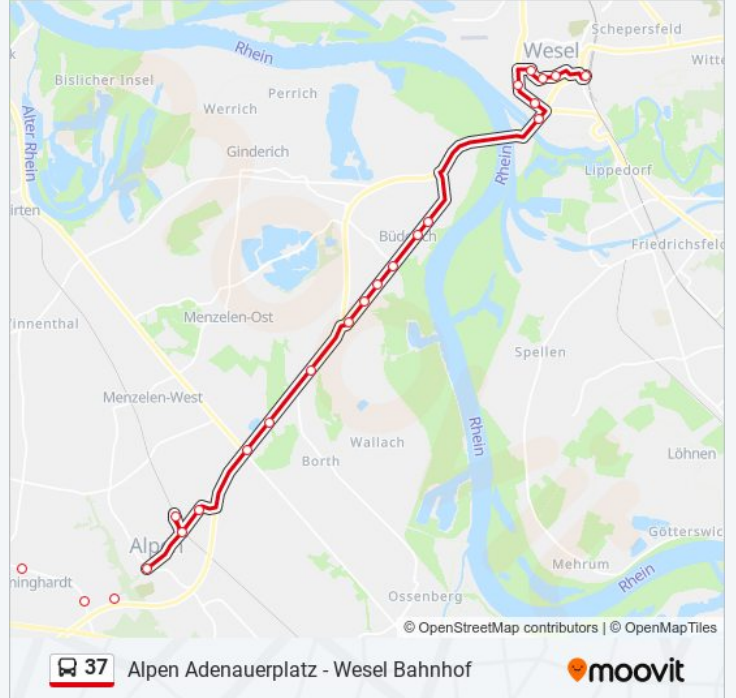 Schepersfeld
Wesel
Rhein
Witte
k
Bislicher Insel
Perrich
Werrich
Alter Rhein
Ginderich
Rhein
Lippedorf
irten
Büderich
Friedrichsfeld
Menzelen-Ost
Spellen
Menzelen-West
Rhein
Wallach
Borth
Löhnen
Götterswic
Alpen
Mehrum
Rhein
Ossenberg
© OpenStreetMap contributors | © OpenMapTiles
37 Alpen Adenauerplatz - Wesel Bahnhof
moovit